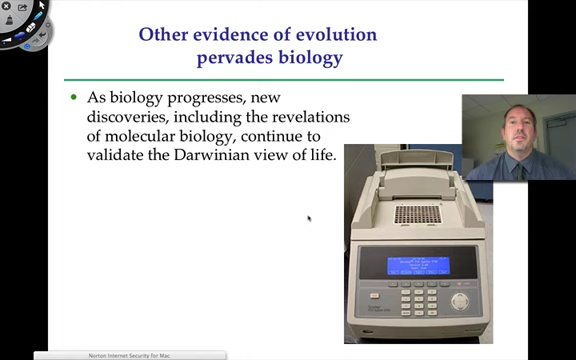 Other evidence of evolution
pervades biology
• As biology progresses, new
discoveries, including the revelations
of molecular biology, continue to
validate the Darwinian view of life.
Norton Internet Security for Mac